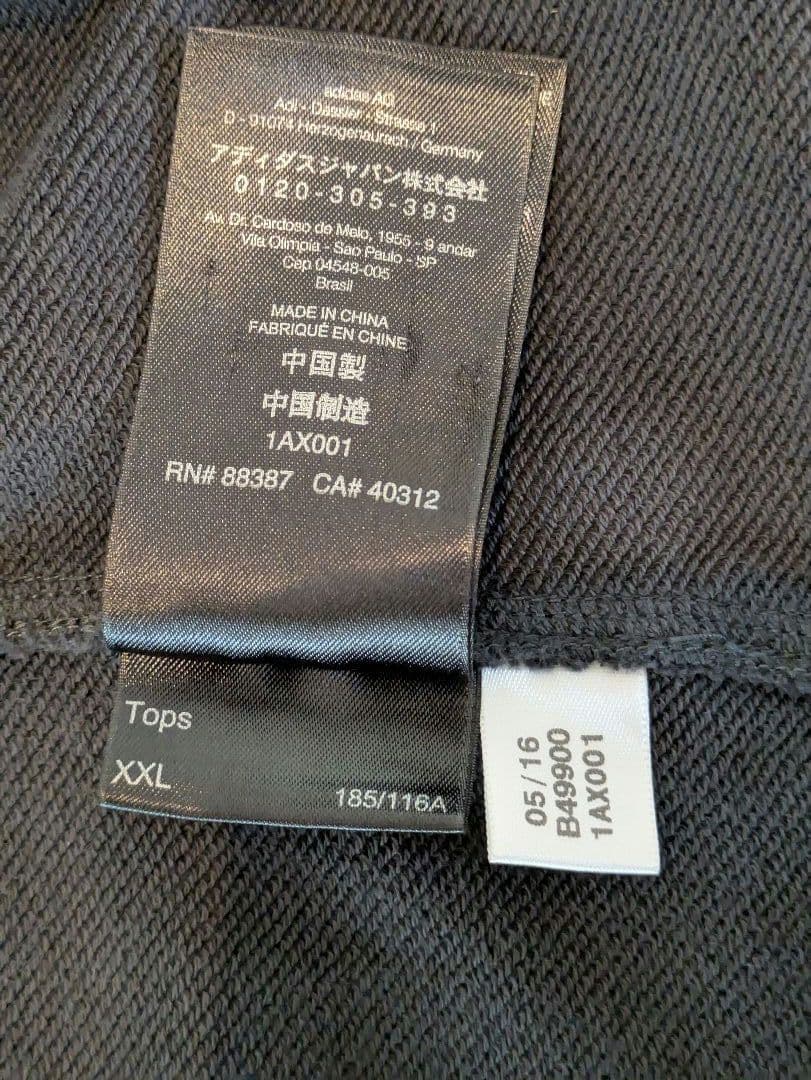 adidas AG
Adi - Dassler - Strasse 1
D - 91074 Herzogenaurach / Germany
アディダスジャパン株式会社
0120-305-393
Av. Dr. Cardoso de Melo, 1955 - 9 andar
Vila Olimpia - Sao Paulo - SP
Cep 04548-005
Brasil
MADE IN CHINA
FABRIQUÉ EN CHINE
中国製
中国制造
1AX001
RN# 88387 CA# 40312
Tops
XXL
185/116A
05/16
B49900
1AX001